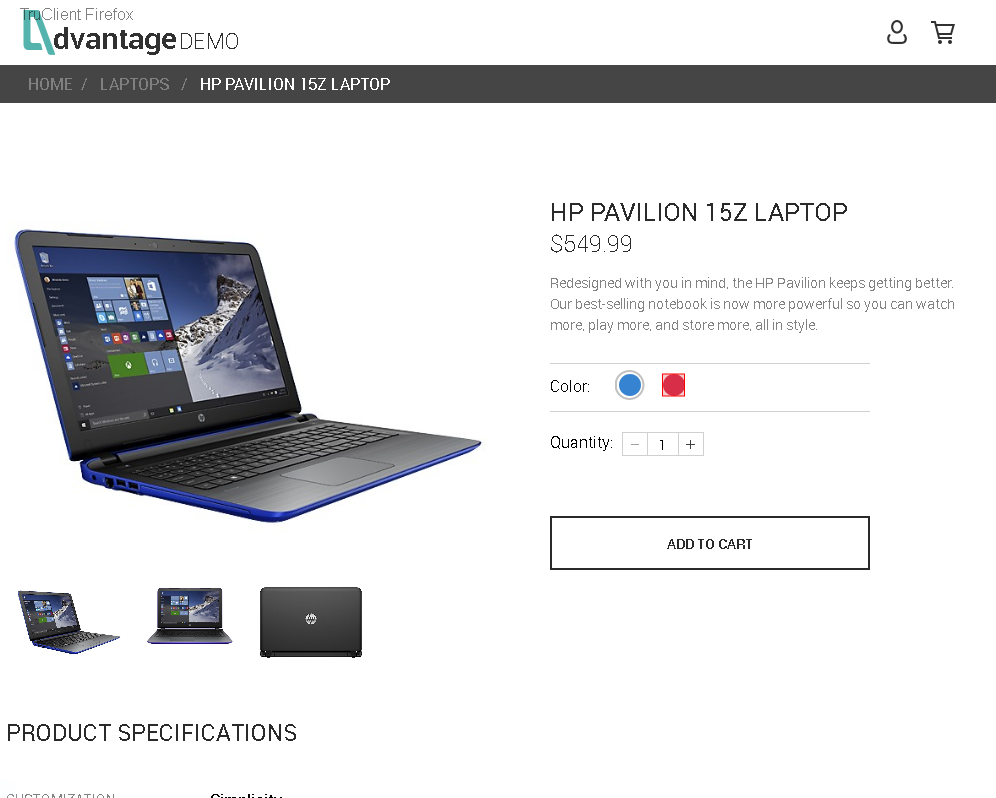 TruClient Firefox
dvantage DEMO
HOME / LAPTOPS / HP PAVILION 15Z LAPTOP
HP PAVILION 15Z LAPTOP
$549.99
Redesigned with you in mind, the HP Pavilion keeps getting better.
Our best-selling notebook is now more powerful so you can watch
more, play more, and store more, all in style.
Color:
Quantity: − 1 +
ADD TO CART
PRODUCT SPECIFICATIONS
CUSTOMIZATION Simplicity